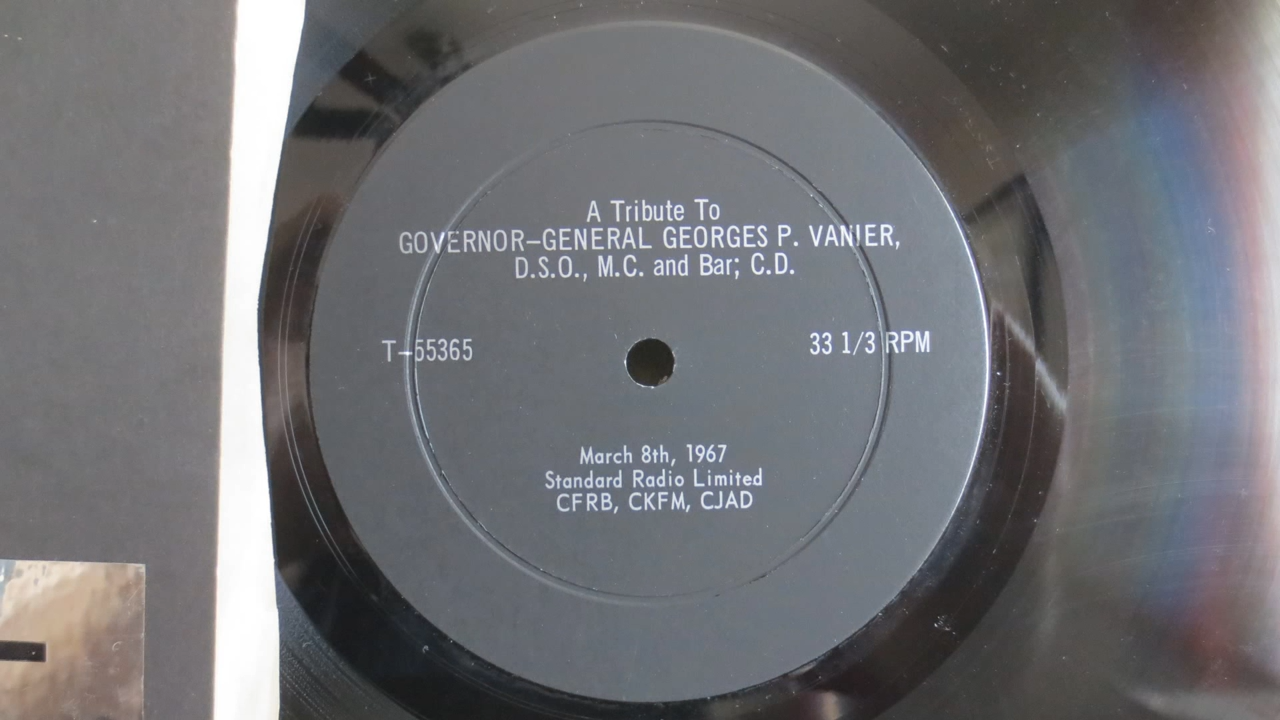 A Tribute To
GOVERNOR-GENERAL GEORGES P. VANIER,
D.S.O., M.C. and Bar; C.D.
T-55365
33 1/3 RPM
March 8th, 1967
Standard Radio Limited
CFRB, CKFM, CJAD